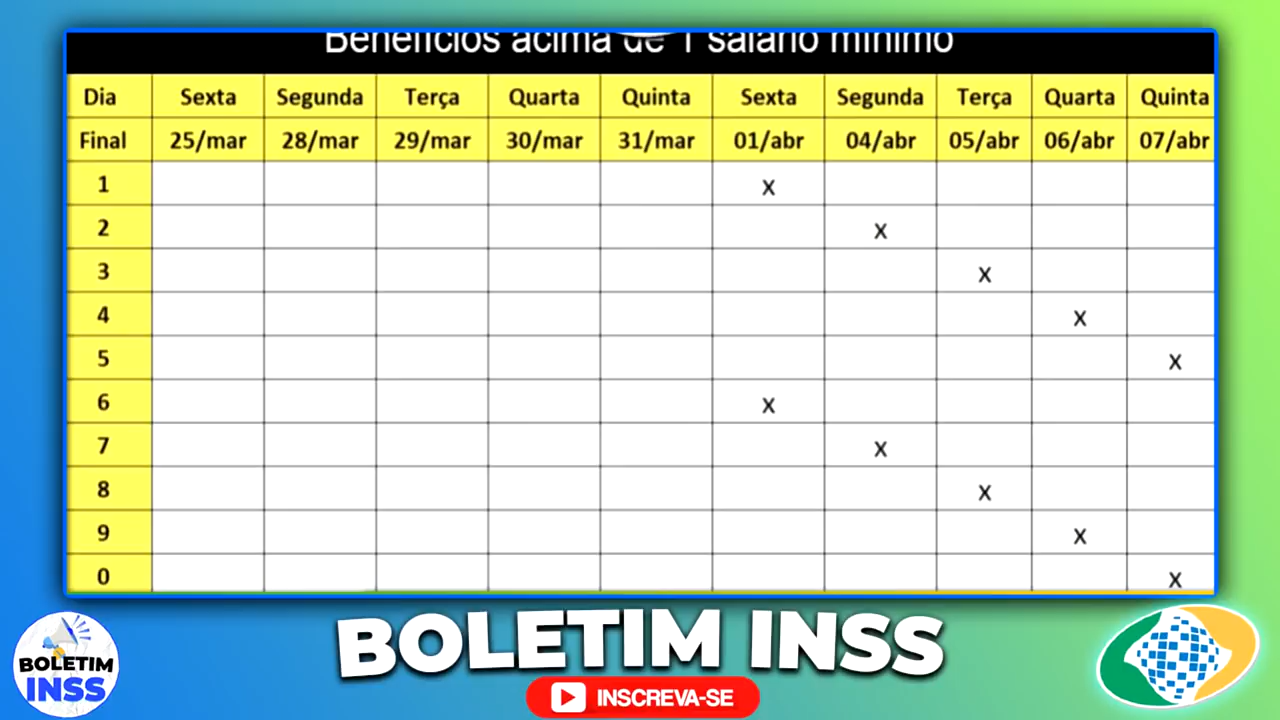 Benefícios acima de 1 salário mínimo
Dia Sexta Segunda Terça Quarta Quinta Sexta Segunda Terça Quarta Quinta
Final 25/mar 28/mar 29/mar 30/mar 31/mar 01/abr 04/abr 05/abr 06/abr 07/abr
1 x
2 x
3 x
4 x
5 x
6 x
7 x
8 x
9 x
0 x
BOLETIM INSS
INSCREVA-SE
BOLETIM
INSS